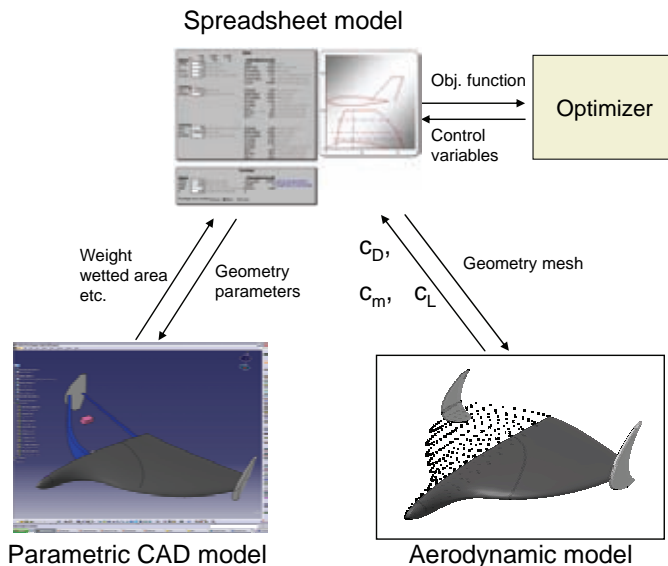 Spreadsheet model
Obj. function
Optimizer
Control
variables
Weight
wetted area
etc.
Geometry
parameters
c_D,
c_m, c_L
Geometry mesh
Parametric CAD model
Aerodynamic model